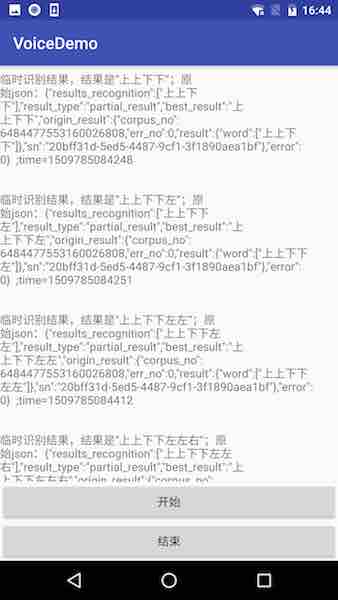 16:44
VoiceDemo
临时识别结果，结果是“上上下下”；原
始json：{"results_recognition":["上上下
下"],"result_type":"partial_result","best_result":"上
上下下","origin_result":{"corpus_no":
6484477553160026808,"err_no":0,"result":{"word":["上上下
下"]},"sn":"20bff31d-5ed5-4487-9cf1-3f1890aea1bf"},"error":
0}  ;time=1509785084248
临时识别结果，结果是“上上下下左”；原
始json：{"results_recognition":["上上下下
左"],"result_type":"partial_result","best_result":"上
上下下左","origin_result":{"corpus_no":
6484477553160026808,"err_no":0,"result":{"word":["上上下下
左"]},"sn":"20bff31d-5ed5-4487-9cf1-3f1890aea1bf"},"error":
0}  ;time=1509785084251
临时识别结果，结果是“上上下下左左”；原
始json：{"results_recognition":["上上下下左
左"],"result_type":"partial_result","best_result":"上
上下下左左","origin_result":{"corpus_no":
6484477553160026808,"err_no":0,"result":{"word":["上上下下
左左"]},"sn":"20bff31d-5ed5-4487-9cf1-3f1890aea1bf"},"error":
0}  ;time=1509785084412
临时识别结果，结果是“上上下下左左右”；原
始json：{"results_recognition":["上上下下左左
右"],"result_type":"partial_result","best_result":"上
上下下左左右","origin_result":{"corpus_no":
开始
结束